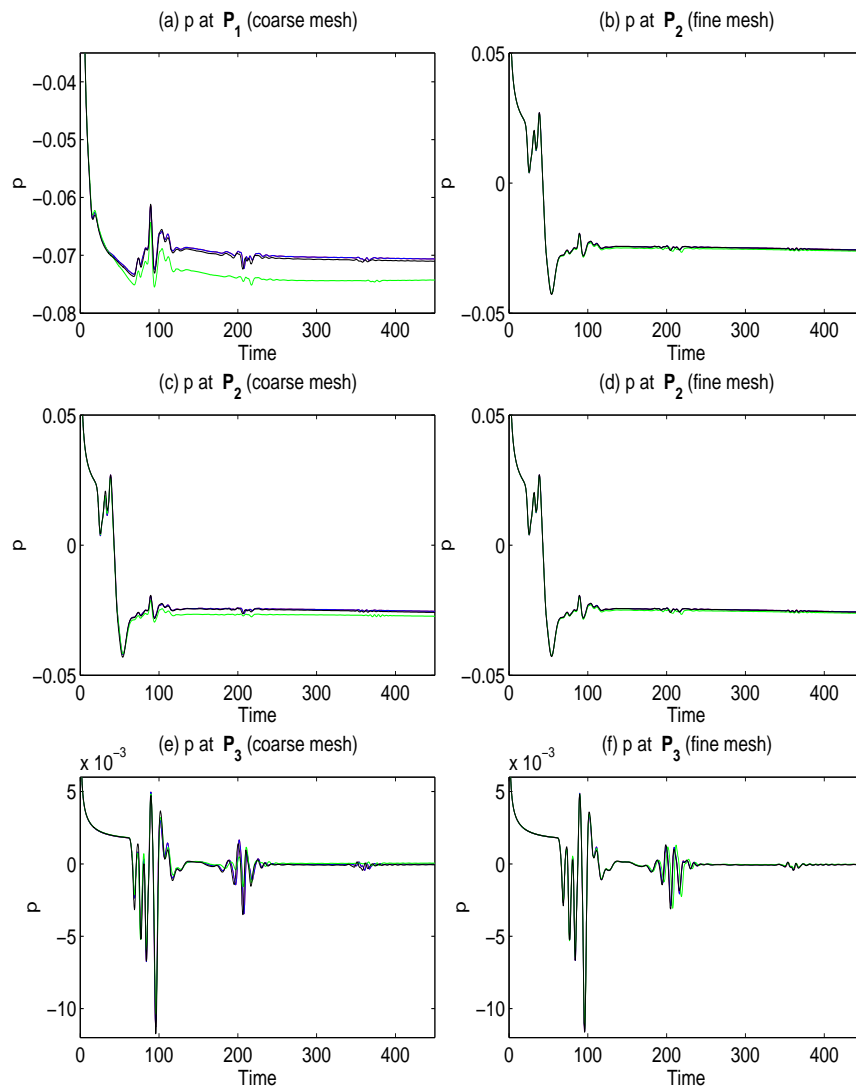 (a) p at P1 (coarse mesh)
(b) p at P2 (fine mesh)
−0.04
−0.05
−0.06
−0.07
−0.08
p
0 100 200 300 400
Time
0.05
0
−0.05
p
0 100 200 300 400
Time
(c) p at P2 (coarse mesh)
(d) p at P2 (fine mesh)
0.05
0
−0.05
p
0 100 200 300 400
Time
0.05
0
−0.05
p
0 100 200 300 400
Time
(e) p at P3 (coarse mesh)
(f) p at P3 (fine mesh)
x 10−3
5
0
−5
−10
p
0 100 200 300 400
Time
x 10−3
5
0
−5
−10
p
0 100 200 300 400
Time